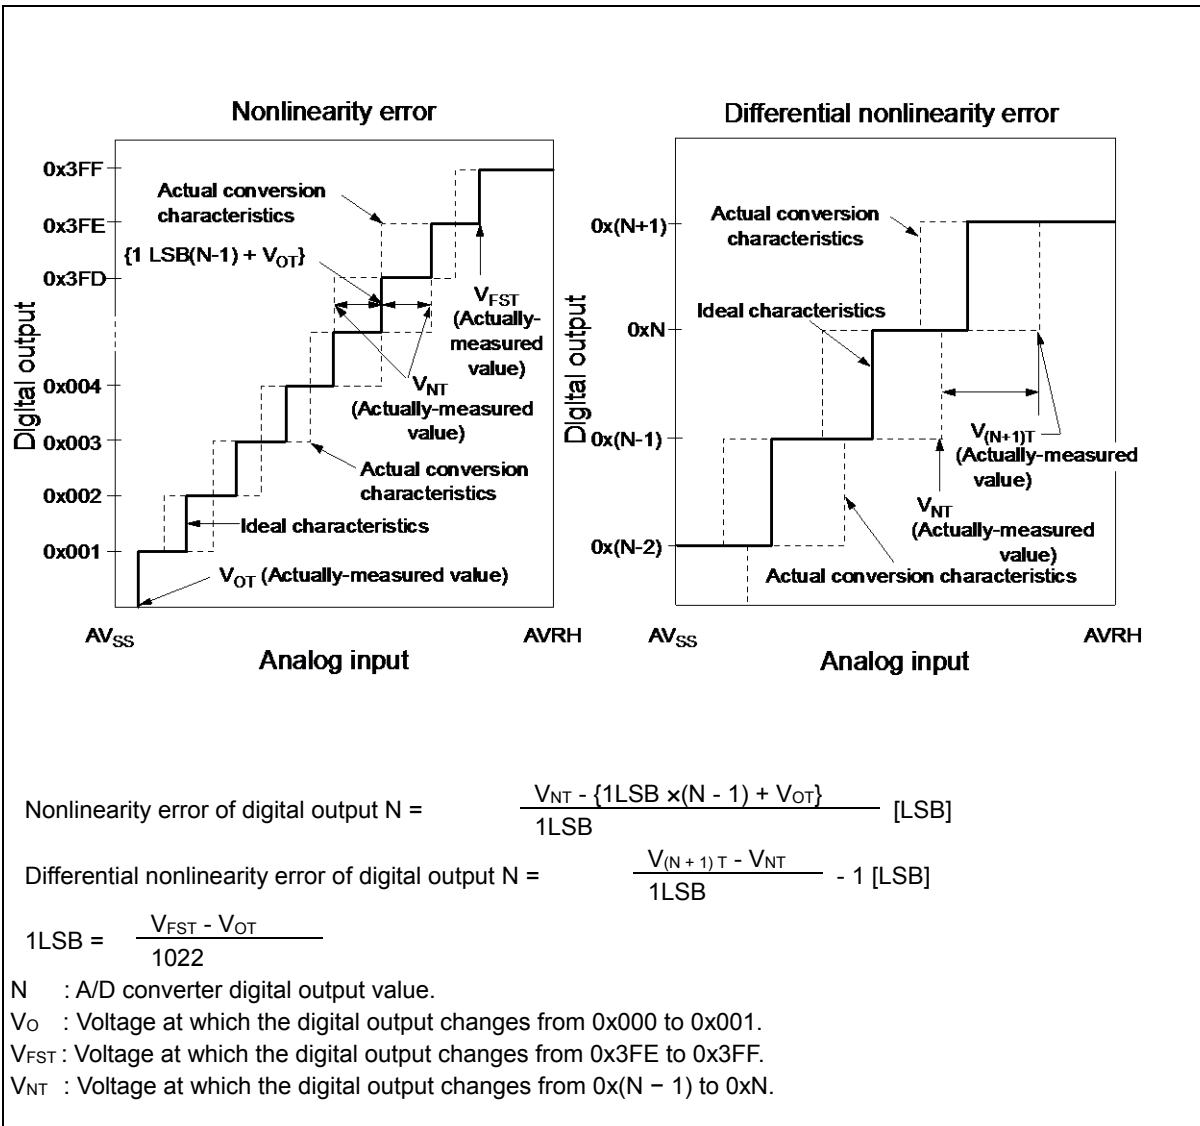 Nonlinearity error
0x3FF
0x3FE
0x3FD
0x004
0x003
0x002
0x001
Digital output
Actual conversion
characteristics
{1 LSB(N-1) + VOT}
VFST
(Actually-
measured
value)
VNT
(Actually-measured
value)
Actual conversion
characteristics
Ideal characteristics
VOT (Actually-measured value)
AVSS
AVRH
Analog input
Differential nonlinearity error
0x(N+1)
0xN
0x(N-1)
0x(N-2)
Digital output
Actual conversion
characteristics
Ideal characteristics
V(N+1)T
(Actually-measured
value)
VNT
(Actually-measured
value)
Actual conversion characteristics
AVSS
AVRH
Analog input
Nonlinearity error of digital output N = VNT - {1LSB ×(N - 1) + VOT} [LSB]
1LSB
Differential nonlinearity error of digital output N = V(N + 1) T - VNT - 1 [LSB]
1LSB
1LSB = VFST - VOT
1022
N : A/D converter digital output value.
VO : Voltage at which the digital output changes from 0x000 to 0x001.
VFST : Voltage at which the digital output changes from 0x3FE to 0x3FF.
VNT : Voltage at which the digital output changes from 0x(N − 1) to 0xN.